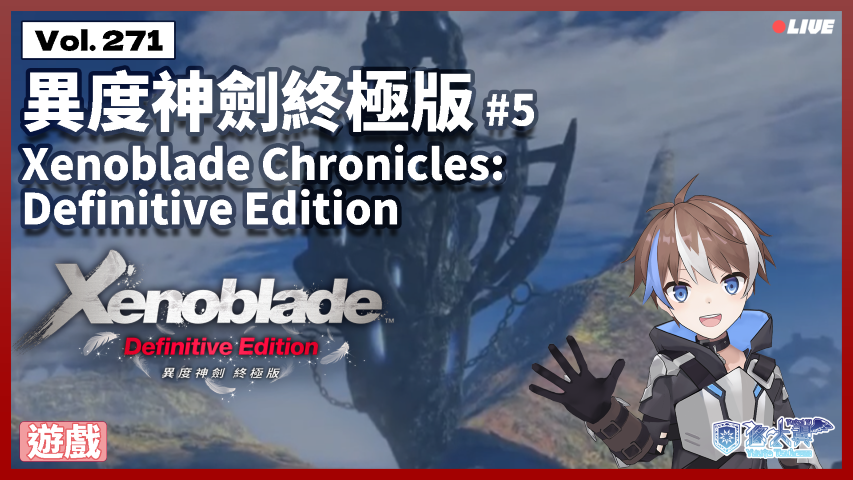 Vol. 271
LIVE
異度神劍終極版 #5
Xenoblade Chronicles:
Definitive Edition
Xenoblade™
Definitive Edition
異度神劍 終極版
遊戲